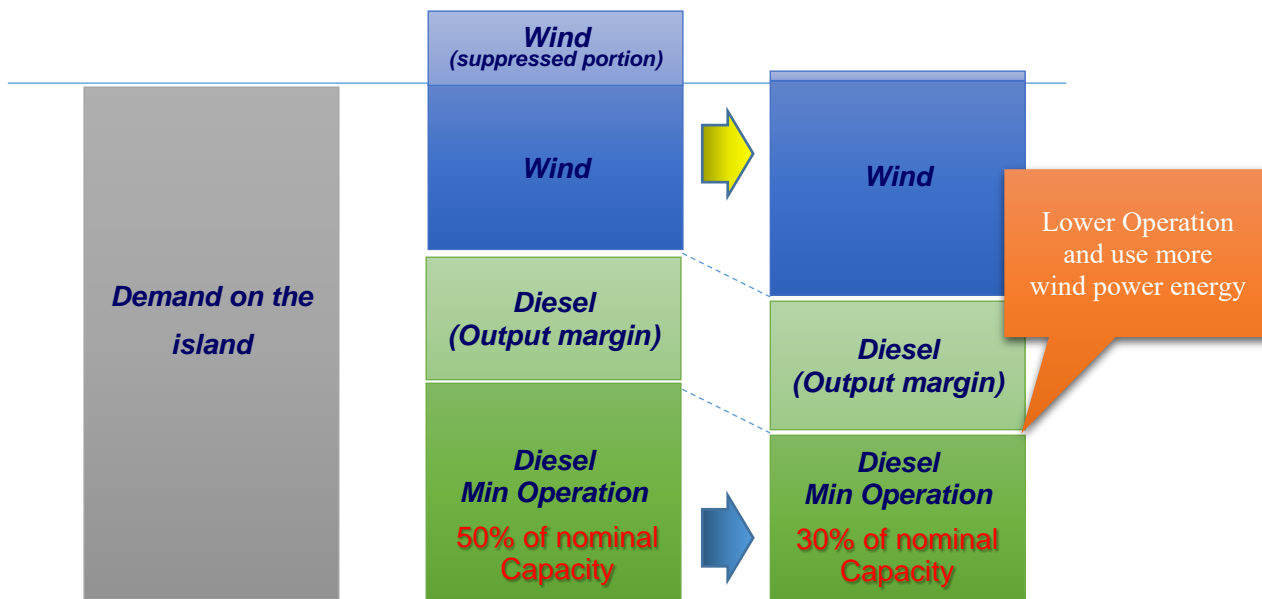 Demand on the
island
Wind
(suppressed portion)
Wind
Diesel
(Output margin)
Diesel
Min Operation
50% of nominal
Capacity
Wind
Diesel
(Output margin)
Diesel
Min Operation
30% of nominal
Capacity
Lower Operation
and use more
wind power energy